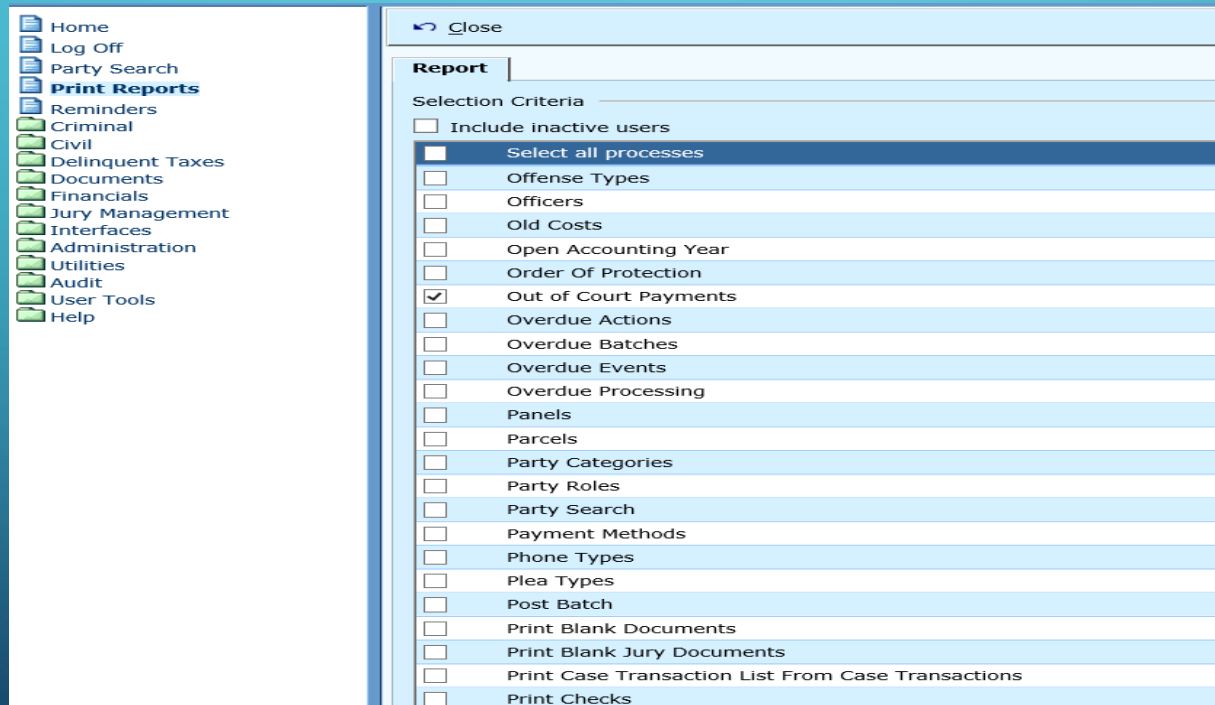 Home
Log Off
Party Search
Print Reports
Reminders
Criminal
Civil
Delinquent Taxes
Documents
Financials
Jury Management
Interfaces
Administration
Utilities
Audit
User Tools
Help
Close
Report
Selection Criteria
Include inactive users
Select all processes
Offense Types
Officers
Old Costs
Open Accounting Year
Order Of Protection
Out of Court Payments
Overdue Actions
Overdue Batches
Overdue Events
Overdue Processing
Panels
Parcels
Party Categories
Party Roles
Party Search
Payment Methods
Phone Types
Plea Types
Post Batch
Print Blank Documents
Print Blank Jury Documents
Print Case Transaction List From Case Transactions
Print Checks